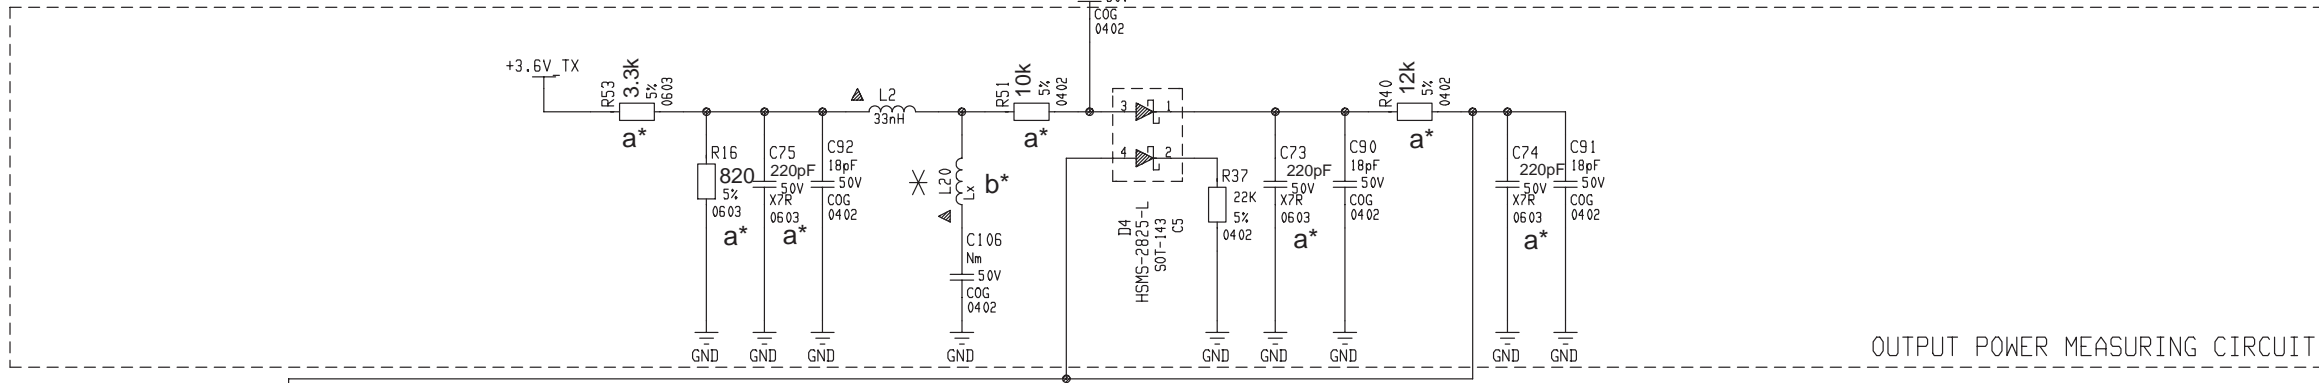 COG
0402
+3.6V_TX
R53
3.3k
5%
0603
a*
R16
820
5%
0603
a*
C75
220pF
50V
X7R
0603
a*
C92
18pF
50V
COG
0402
L2
33nH
L20
Lx
b*
C106
Nm
50V
COG
0402
R51
10k
5%
0402
a*
3
1
4
2
D4
HSMS-2825-L
SOT-143
C5
R37
22K
5%
0402
C73
220pF
50V
X7R
0603
a*
C90
18pF
50V
COG
0402
R40
12k
5%
0402
a*
C74
220pF
50V
X7R
0603
a*
C91
18pF
50V
COG
0402
GND
GND
GND
GND
GND
GND
GND
GND
GND
OUTPUT POWER MEASURING CIRCUIT